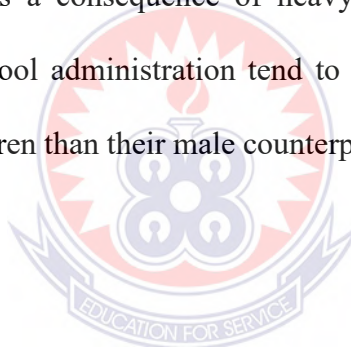 s a consequence of heavy
ool administration tend to
ren than their male counterp
EDUCATION FOR SERVICE